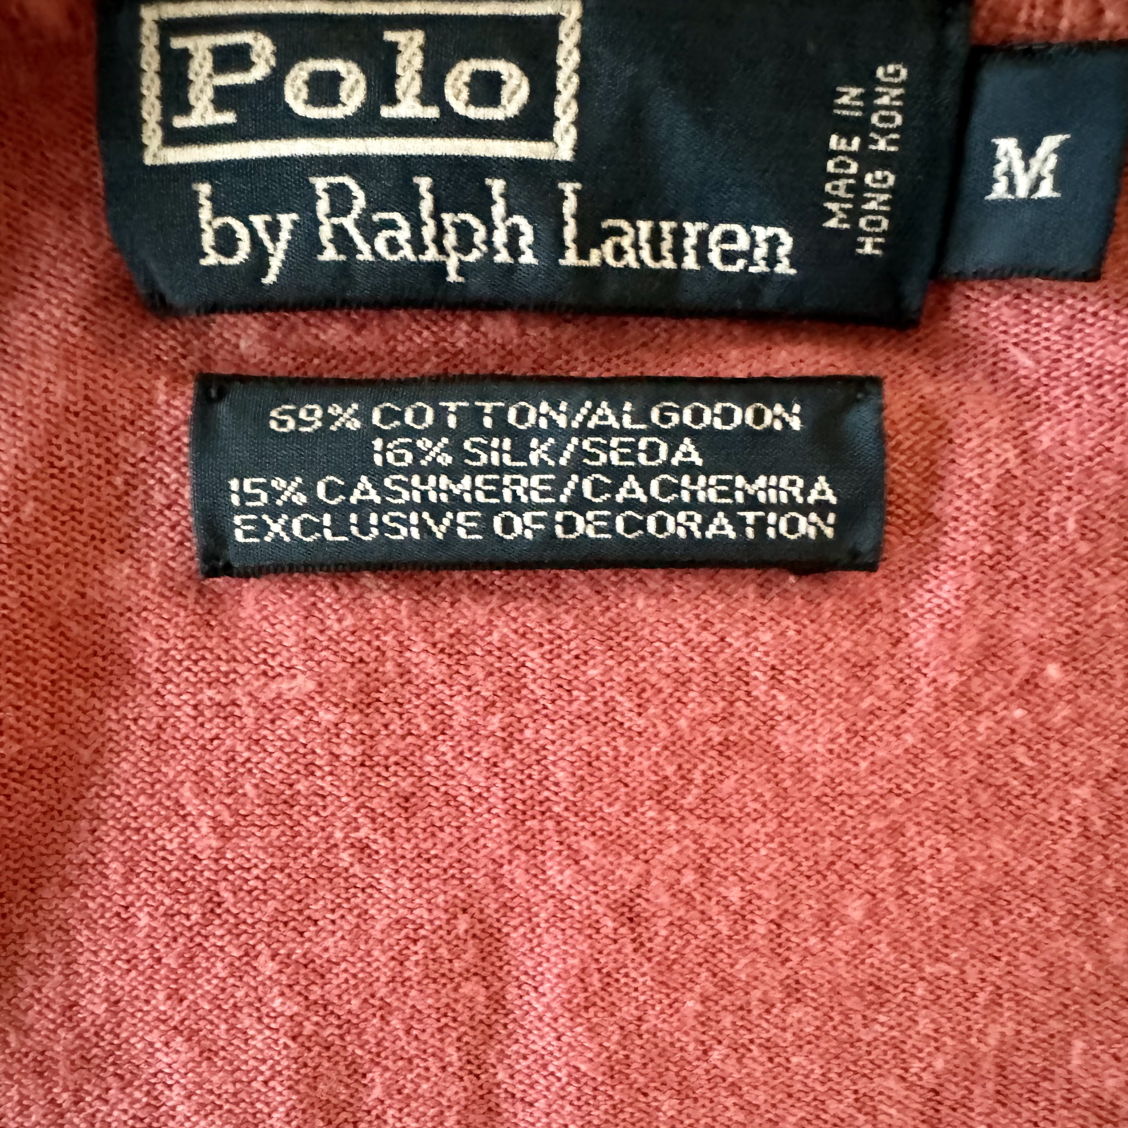 Polo
by Ralph Lauren
MADE IN
HONG KONG
M
69% COTTON/ALGODON
16% SILK/SEDA
15% CASHMERE/CACHEMIRA
EXCLUSIVE OF DECORATION